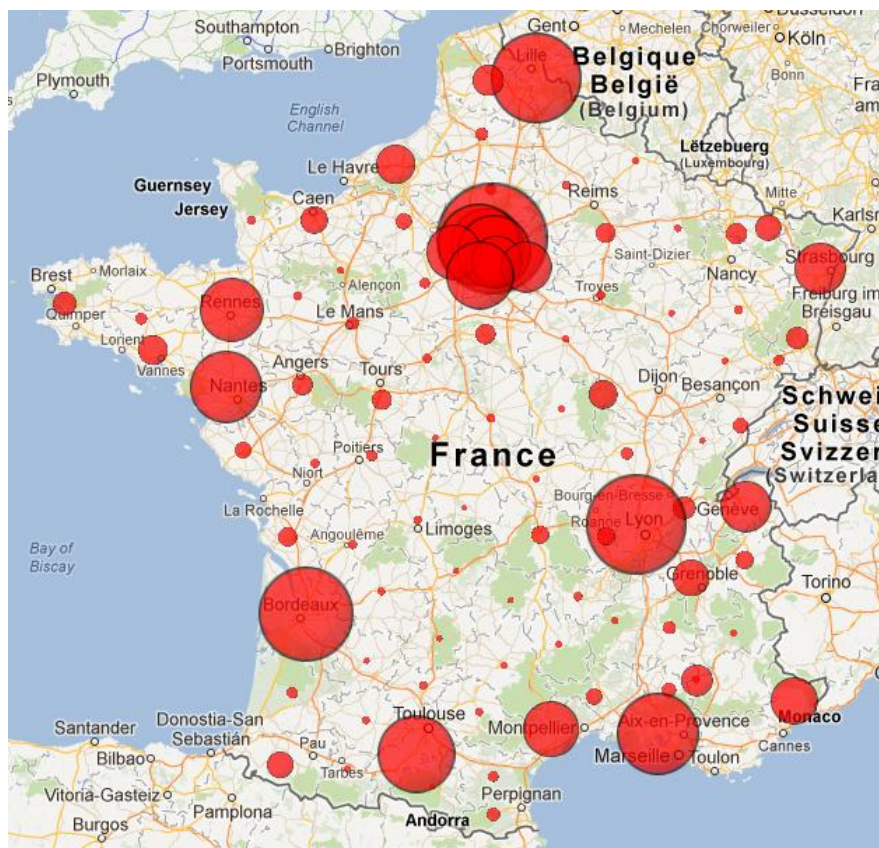 Southampton
Portsmouth
Brighton
Plymouth
English
Channel
Gent
Mechelen
Chorweiler
Düsseldorf
Köln
Bonn
Lille
Belgique
België
(Belgium)
Lëtzebuerg
(Luxembourg)
Mitte
Karlsr
Guernsey
Jersey
Le Havre
Caen
Reims
Saint-Dizier
Nancy
Strasbourg
Freiburg im
Breisgau
Troyes
Brest
Morlaix
Quimper
Lorient
Vannes
Rennes
Alençon
Le Mans
Angers
Tours
Nantes
Dijon
Besançon
Schwei
Suisse
Svizzer
(Switzerla
France
Poitiers
Niort
La Rochelle
Angoulême
Limoges
Bourg-en-Bresse
Roanne
Lyon
Genève
Grenoble
Torino
Bay of
Biscay
Bordeaux
Toulouse
Montpellier
Aix-en-Provence
Marseille
Toulon
Cannes
Monaco
Santander
Donostia-San
Sebastián
Bilbao
Pau
Tarbes
Vitoria-Gasteiz
Pamplona
Burgos
Andorra
Perpignan